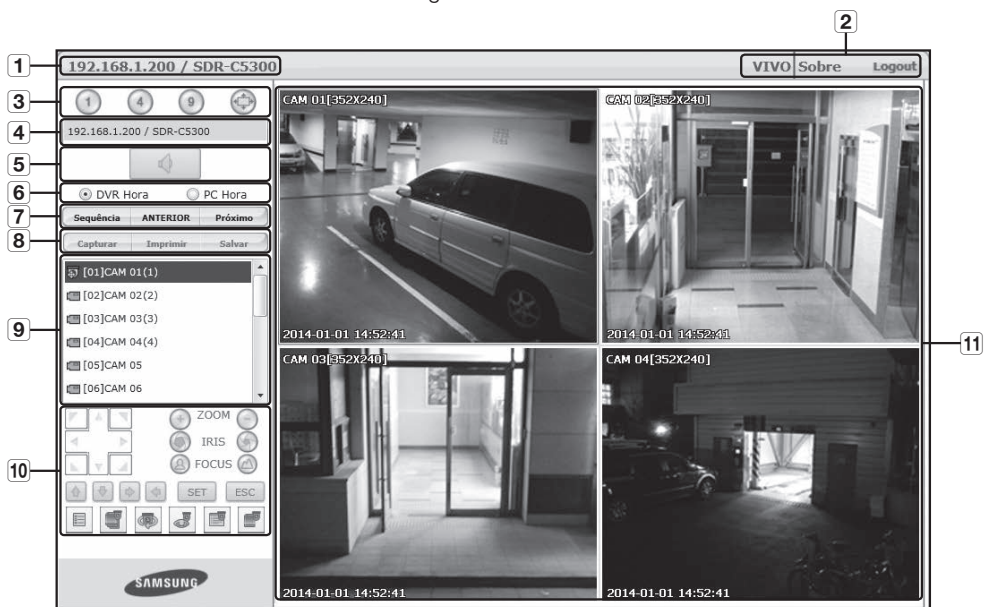 2
1
192.168.1.200 / SDR-C5300
VIVO Sobre Logout
3
1 4 9
4
192.168.1.200 / SDR-C5300
5
6
DVR Hora PC Hora
7
Sequência ANTERIOR Próximo
8
Capturar Imprimir Salvar
9
[01]CAM 01(1)
[02]CAM 02(2)
[03]CAM 03(3)
[04]CAM 04(4)
[05]CAM 05
[06]CAM 06
10
ZOOM
IRIS
FOCUS
SET ESC
SAMSUNG
CAM 01[352X240]
2014-01-01 14:52:41
CAM 02[352X240]
2014-01-01 14:52:41
CAM 03[352X240]
2014-01-01 14:52:41
CAM 04[352X240]
2014-01-01 14:52:41
11